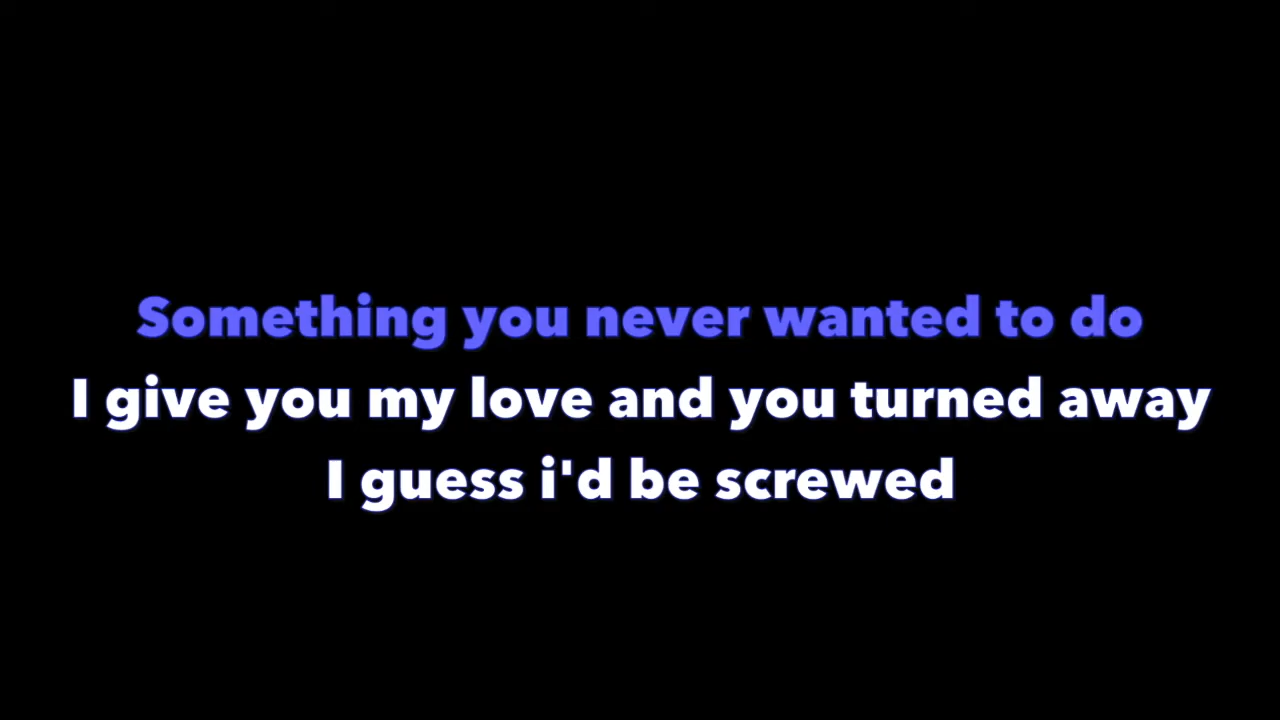 Something you never wanted to do
I give you my love and you turned away
I guess i'd be screwed